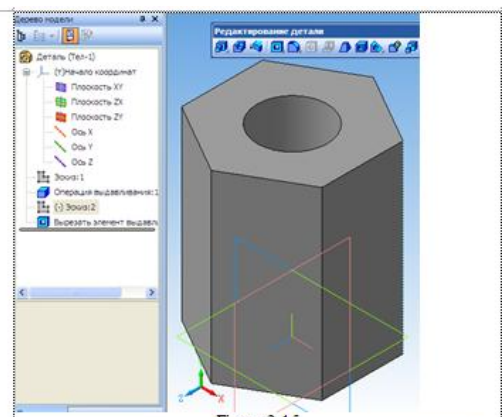 Дерево модели
Редактирование детали
Деталь (Тел-1)
(т)Начало координат
Плоскость XY
Плоскость ZX
Плоскость ZY
Ось X
Ось Y
Ось Z
Эскиз:1
Операция выдавливания:1
(-) Эскиз:2
Вырезать элемент выдавл
Z
X